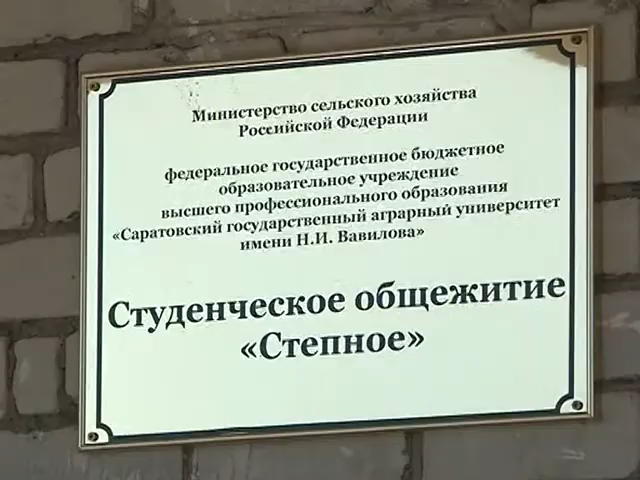 Министерство сельского хозяйства
Российской Федерации
федеральное государственное бюджетное
образовательное учреждение
высшего профессионального образования
«Саратовский государственный аграрный университет
имени Н.И. Вавилова»
Студенческое общежитие
«Степное»